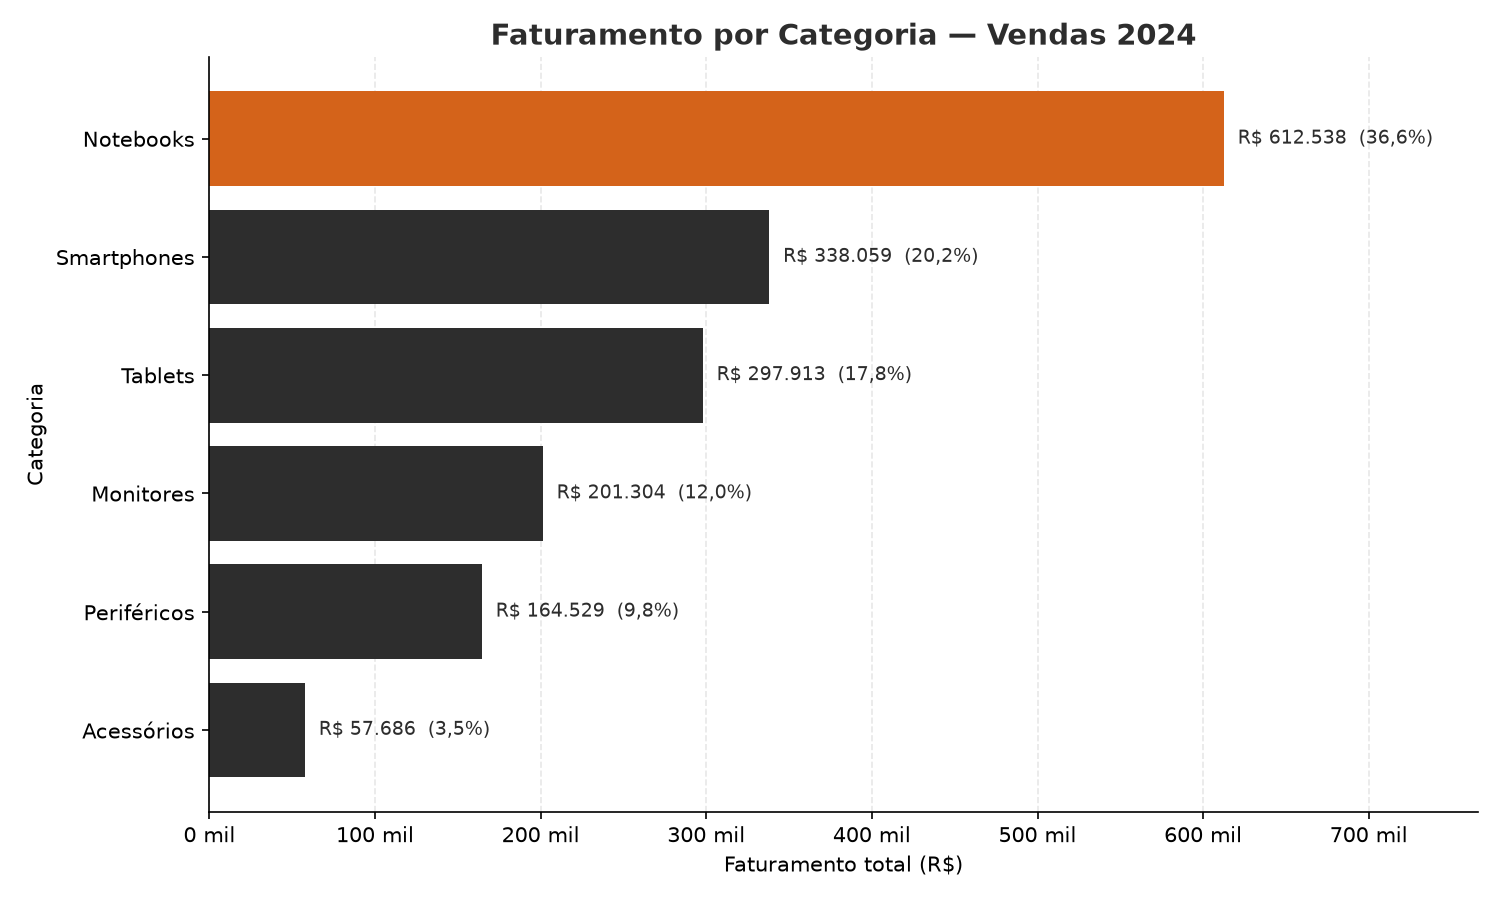 Faturamento por Categoria — Vendas 2024
Categoria
Notebooks R$ 612.538 (36,6%)
Smartphones R$ 338.059 (20,2%)
Tablets R$ 297.913 (17,8%)
Monitores R$ 201.304 (12,0%)
Periféricos R$ 164.529 (9,8%)
Acessórios R$ 57.686 (3,5%)
0 mil 100 mil 200 mil 300 mil 400 mil 500 mil 600 mil 700 mil
Faturamento total (R$)